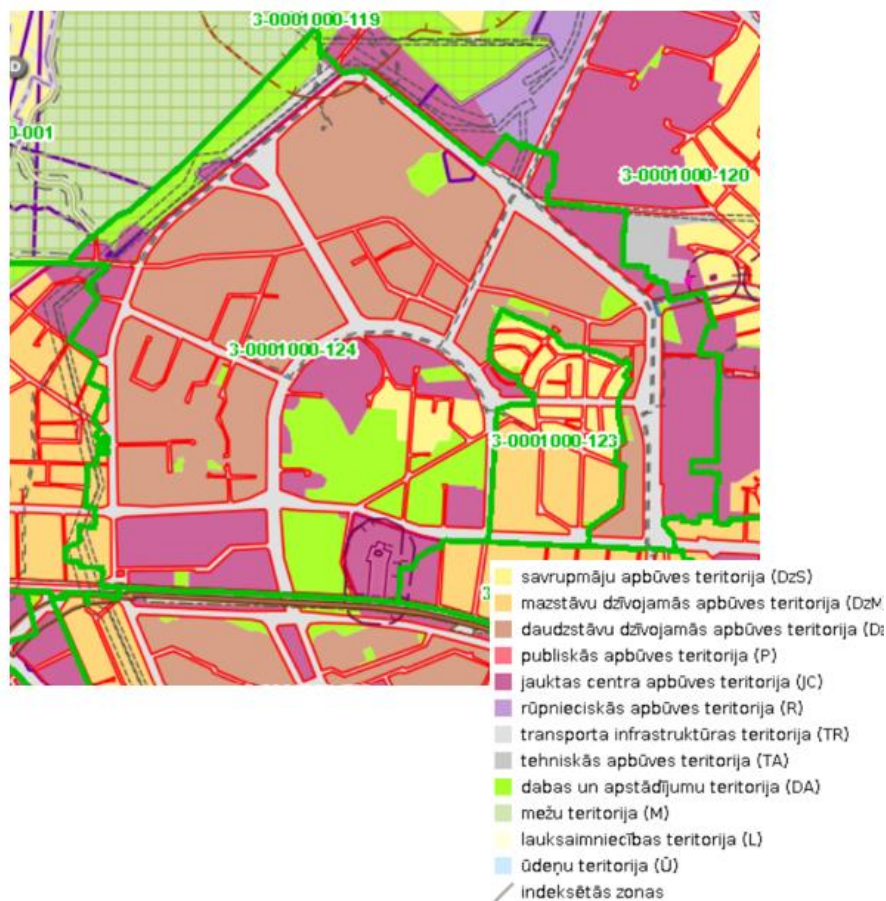 3-0001000-119
D
0-001
3-0001000-120
3-0001000-124
3-0001000-123
3
savrupmāju apbūves teritorija (DzS)
mazstāvu dzīvojamās apbūves teritorija (DzM)
daudzstāvu dzīvojamās apbūves teritorija (Dz
publiskās apbūves teritorija (P)
jauktas centra apbūves teritorija (JC)
rūpnieciskās apbūves teritorija (R)
transporta infrastruktūras teritorija (TR)
tehniskās apbūves teritorija (TA)
dabas un apstādījumu teritorija (DA)
mežu teritorija (M)
lauksaimniecības teritorija (L)
ūdeņu teritorija (Ū)
indeksētās zonas